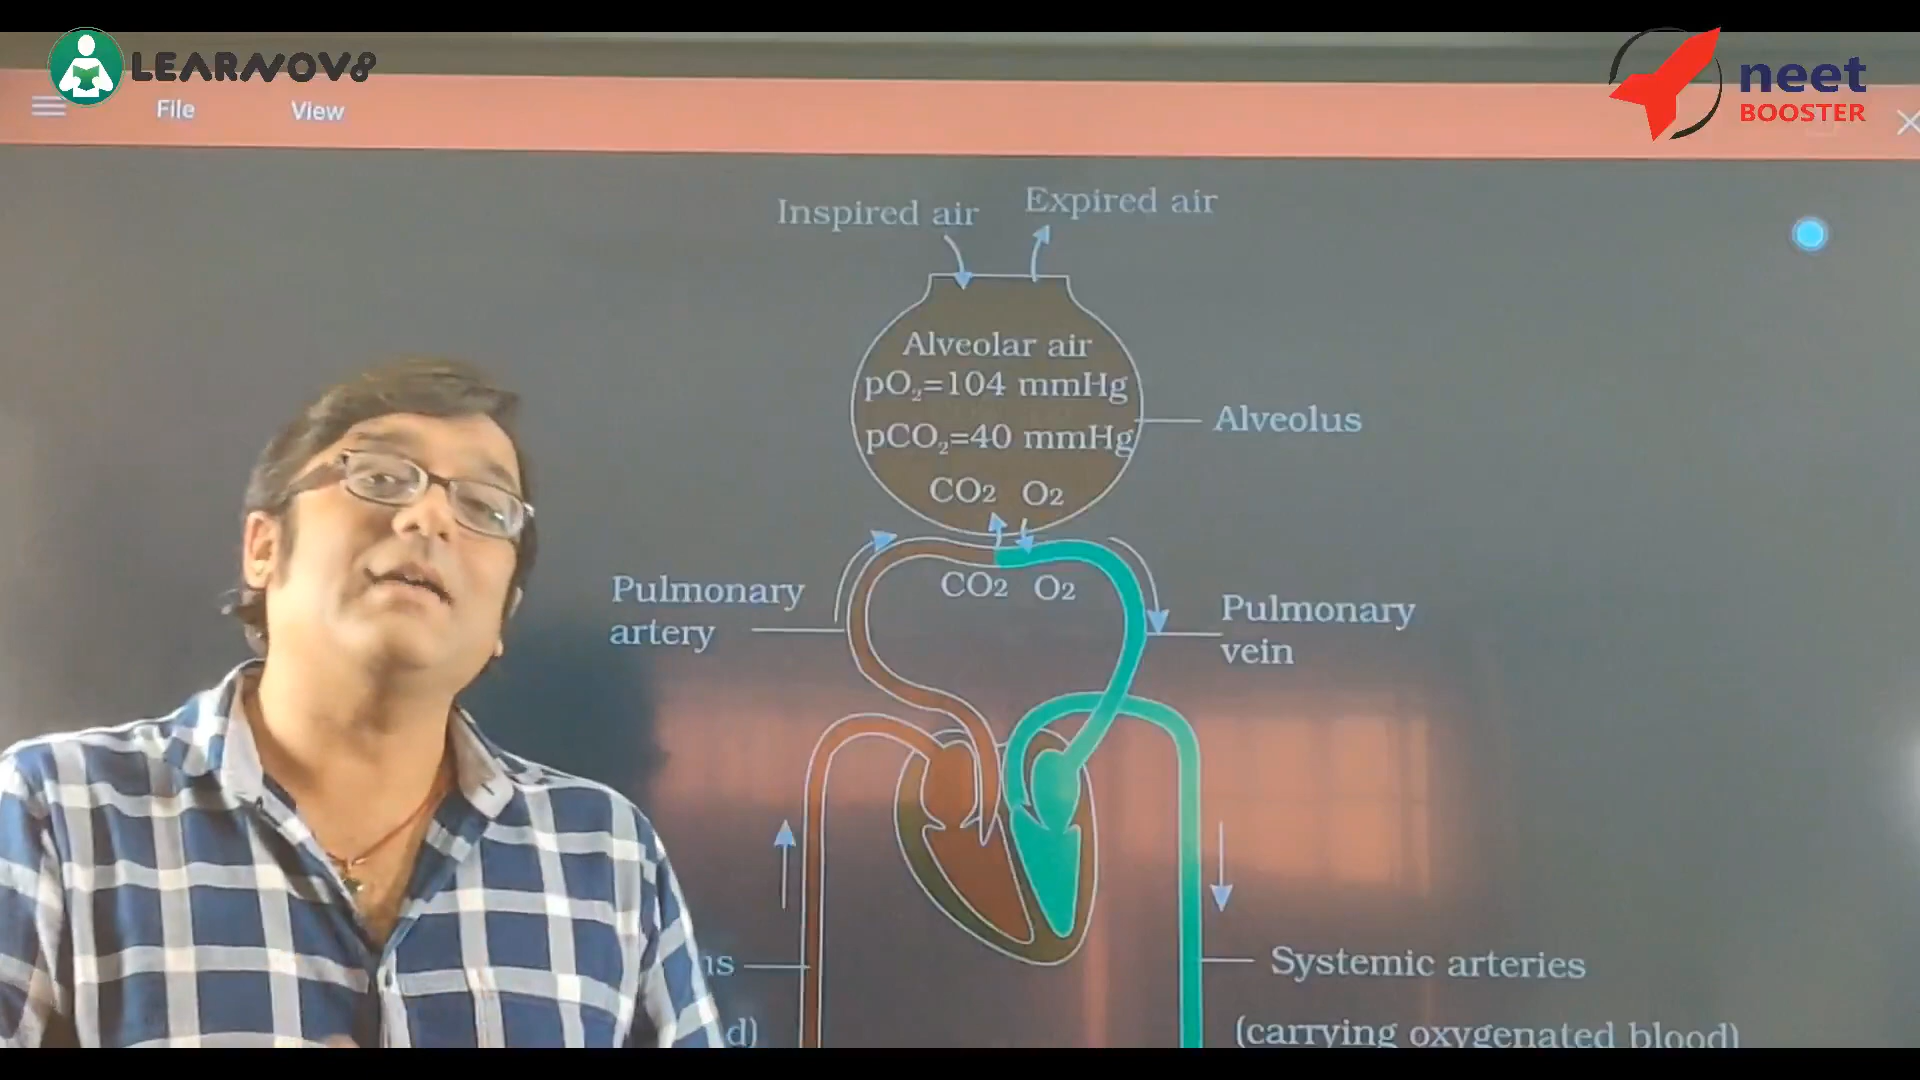 LEARNOV8
neet
BOOSTER
File
View
Inspired air
Expired air
Alveolar air
pO₂=104 mmHg
pCO₂=40 mmHg
Alveolus
CO2 O2
CO2 O2
Pulmonary
artery
Pulmonary
vein
Systemic arteries
(carrying oxygenated blood)